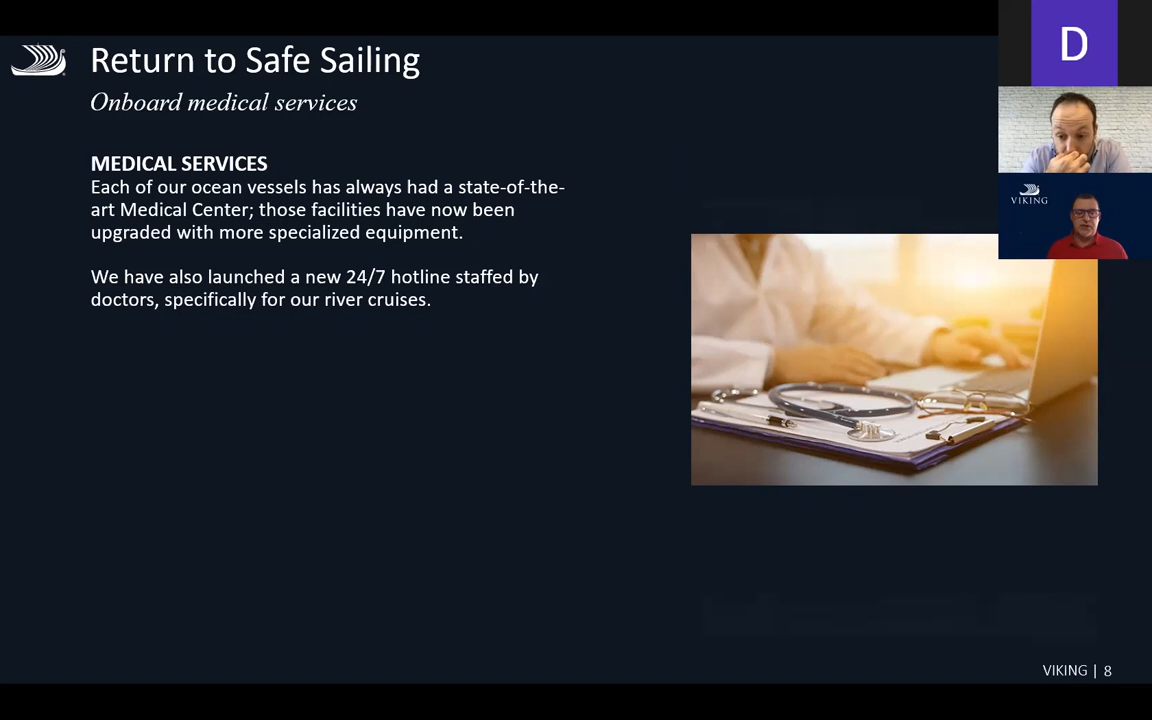 Return to Safe Sailing
Onboard medical services
MEDICAL SERVICES
Each of our ocean vessels has always had a state-of-the-
art Medical Center; those facilities have now been
upgraded with more specialized equipment.
We have also launched a new 24/7 hotline staffed by
doctors, specifically for our river cruises.
D
VIKING
VIKING | 8